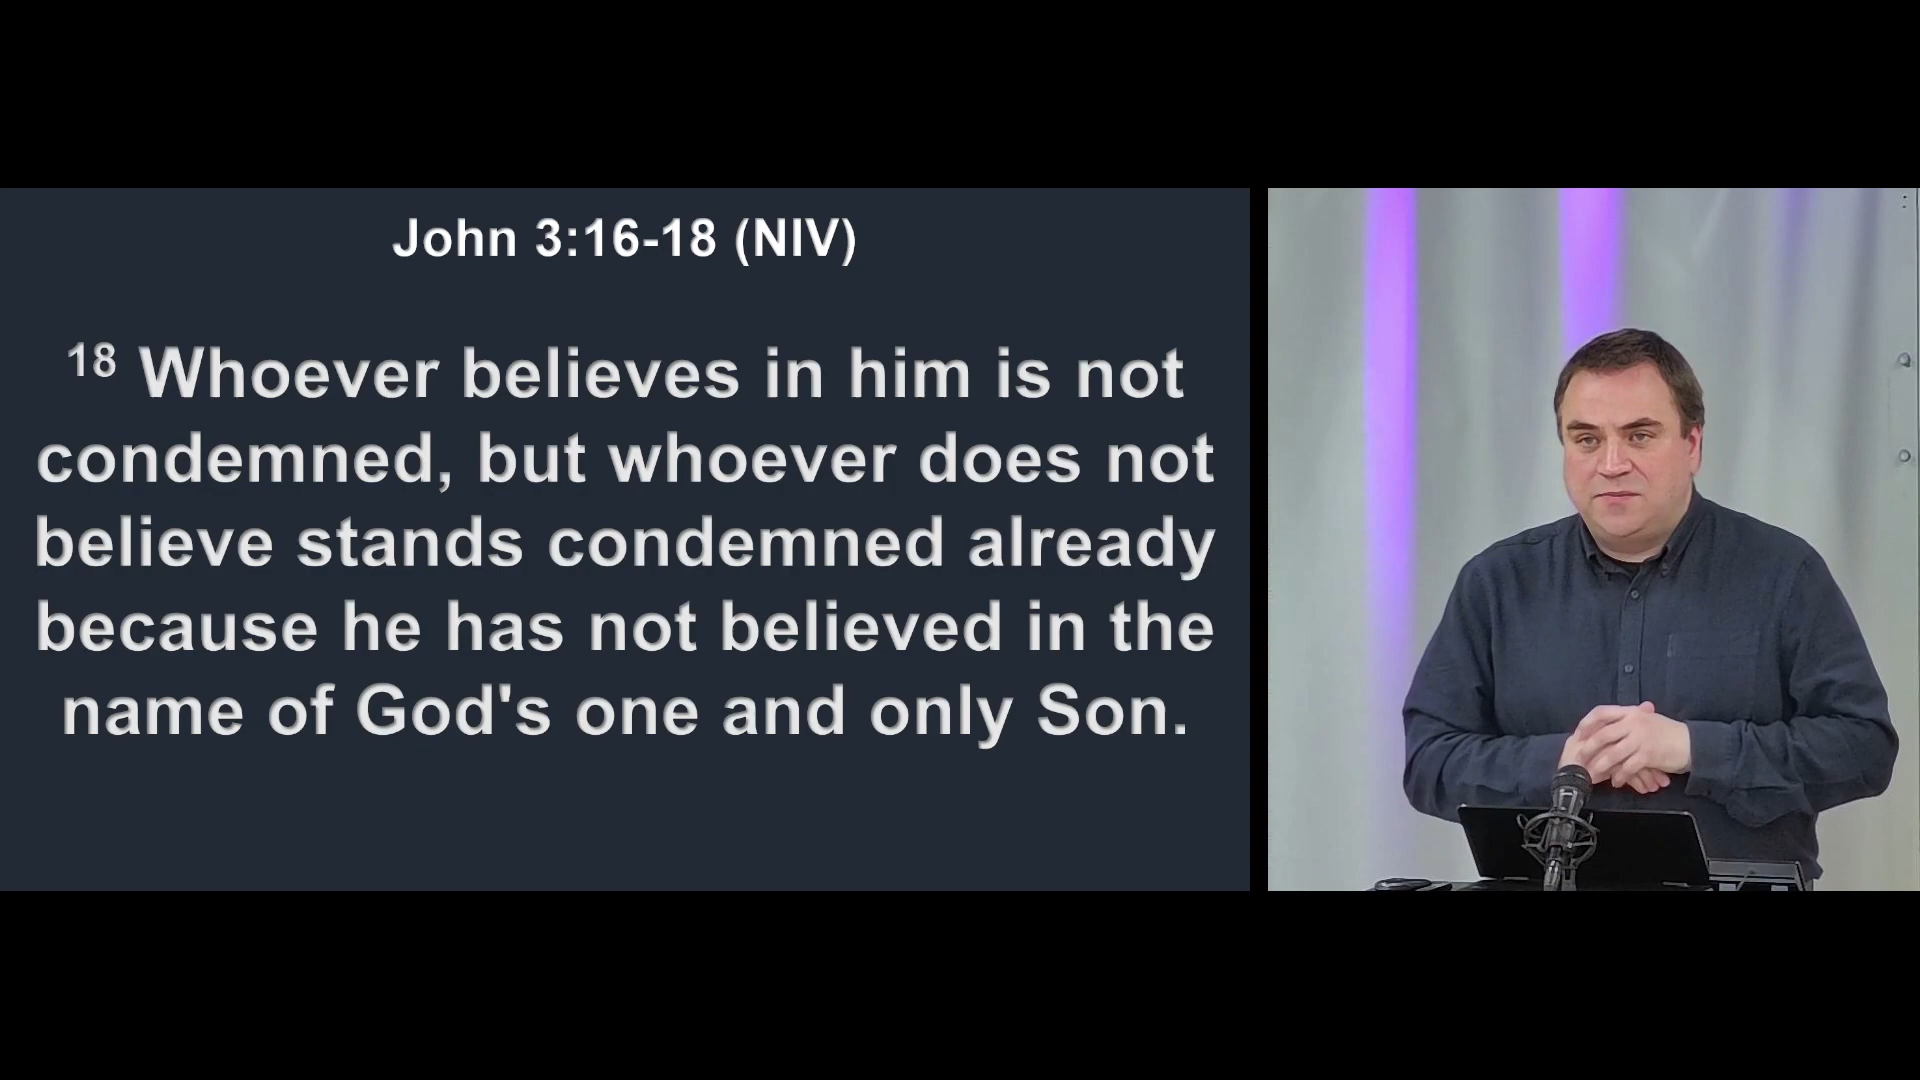 John 3:16-18 (NIV)
18 Whoever believes in him is not
condemned, but whoever does not
believe stands condemned already
because he has not believed in the
name of God's one and only Son.